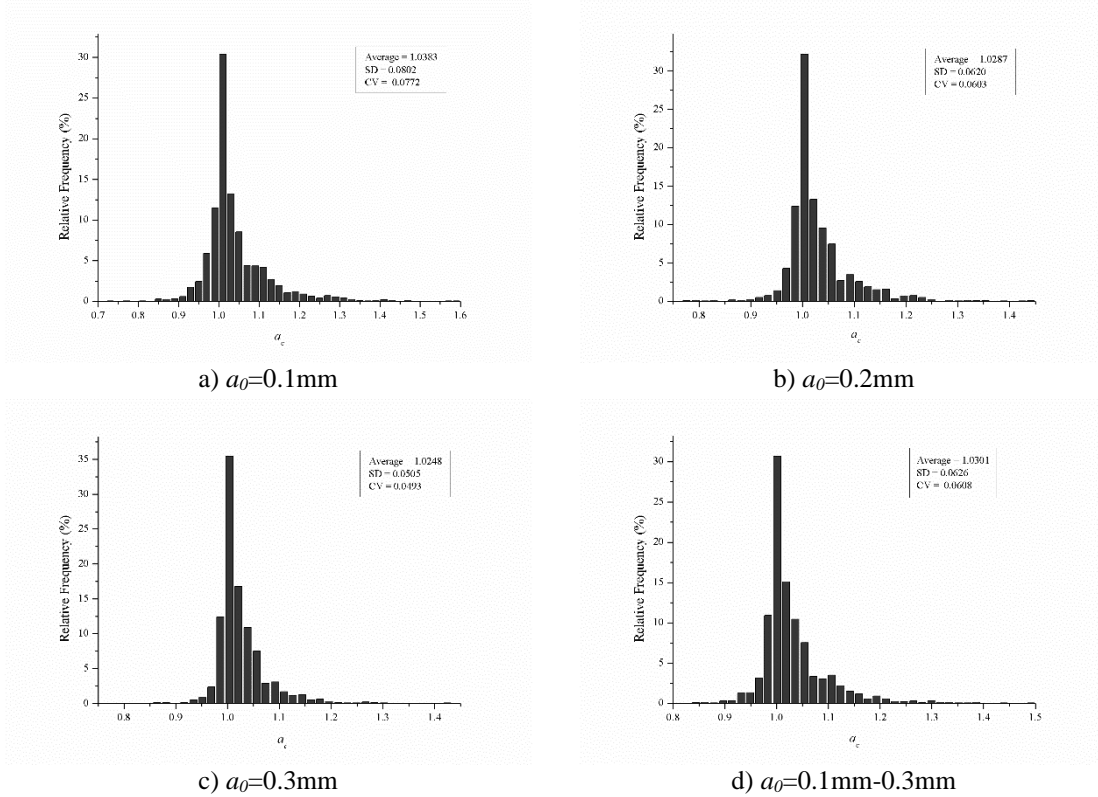 Average = 1.0383
SD = 0.0802
CV = 0.0772
30
25
20
15
10
5
0
Relative Frequency (%)
0.7 0.8 0.9 1.0 1.1 1.2 1.3 1.4 1.5 1.6
a_c
a) a0=0.1mm
Average 1.0287
SD = 0.0620
CV = 0.0603
30
25
20
15
10
5
0
Relative Frequency (%)
0.8 0.9 1.0 1.1 1.2 1.3 1.4
a_c
b) a0=0.2mm
Average 1.0248
SD = 0.0505
CV = 0.0493
35
30
25
20
15
10
5
0
Relative Frequency (%)
0.8 0.9 1.0 1.1 1.2 1.3 1.4
a_c
c) a0=0.3mm
Average = 1.0301
SD = 0.0626
CV = 0.0608
30
25
20
15
10
5
0
Relative Frequency (%)
0.8 0.9 1.0 1.1 1.2 1.3 1.4 1.5
a_c
d) a0=0.1mm-0.3mm